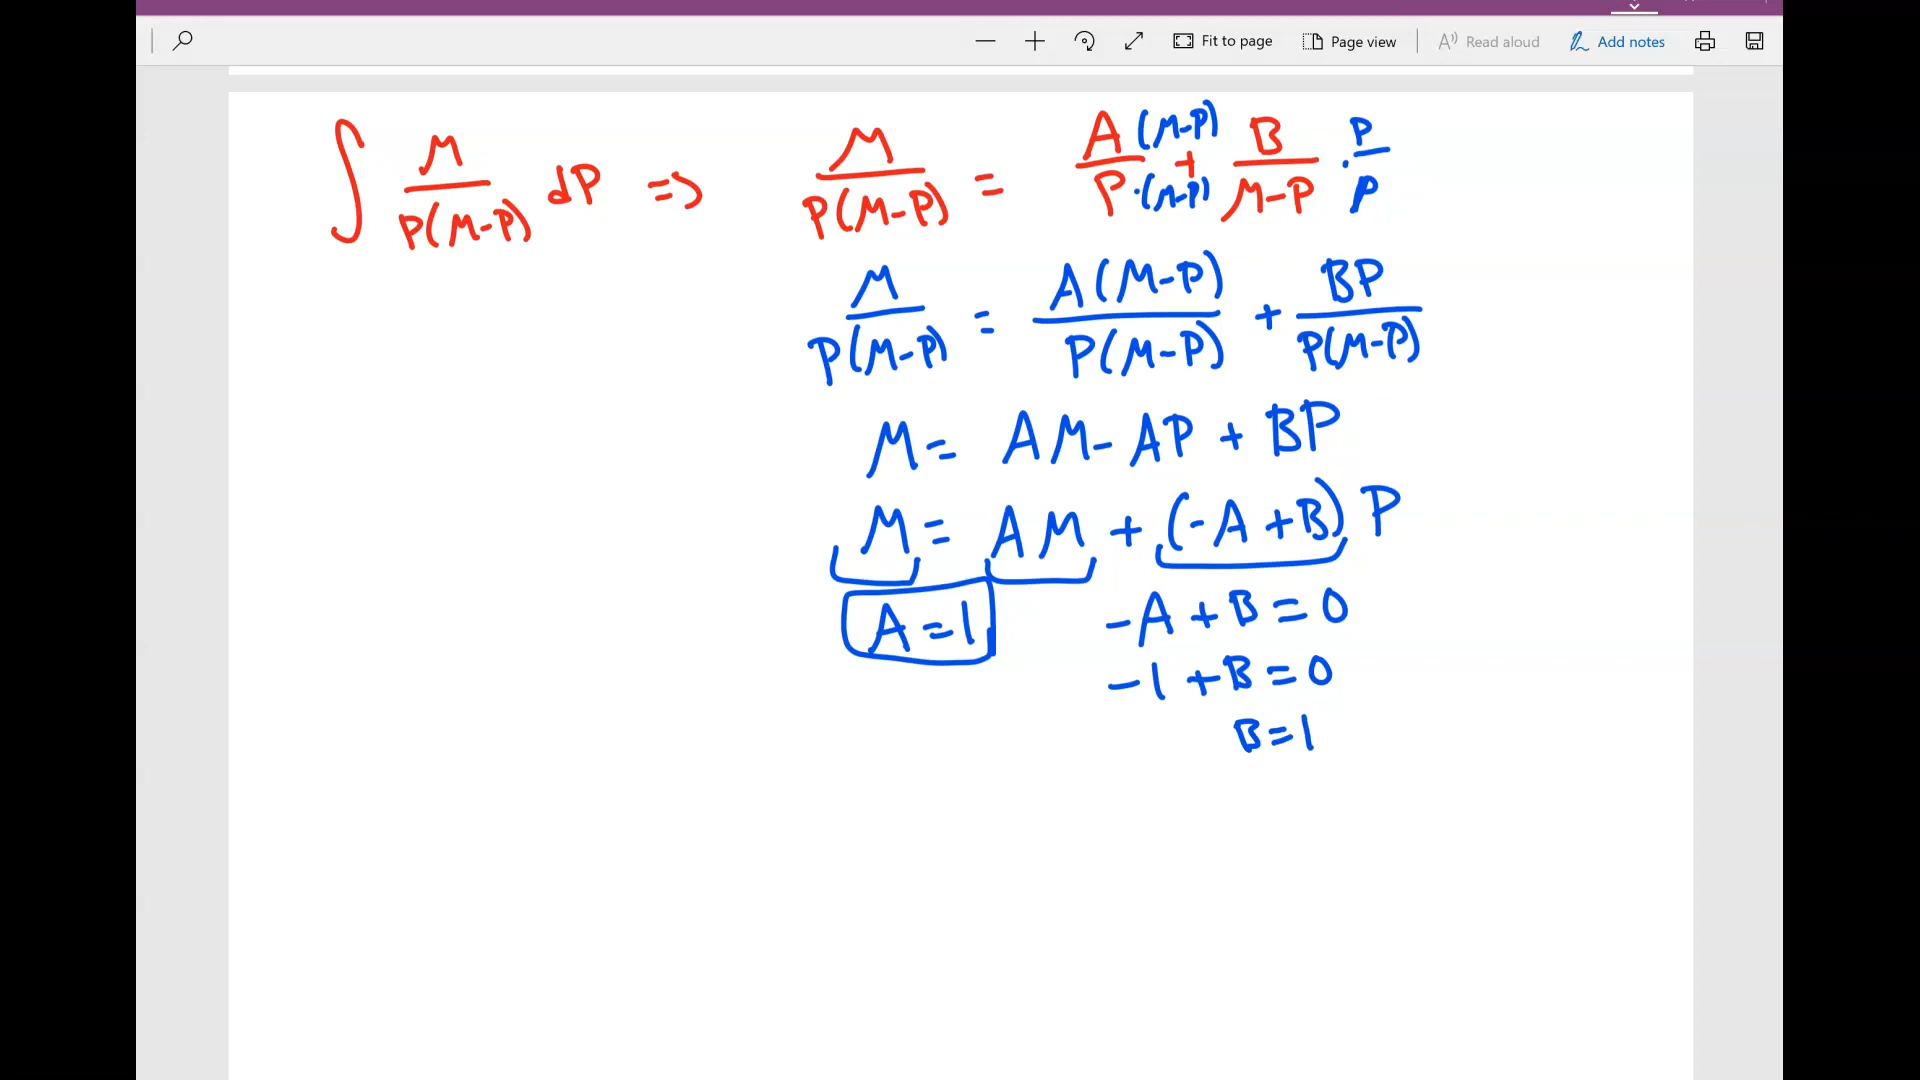 Fit to page Page view Read aloud Add notes
∫ M/P(M-P) dP => M/P(M-P) = A/P · (M-P)/(M-P) + B/M-P · P/P
M/P(M-P) = A(M-P)/P(M-P) + BP/P(M-P)
M = AM - AP + BP
M = AM + (-A + B) P
A = 1 -A + B = 0
-1 + B = 0
B = 1